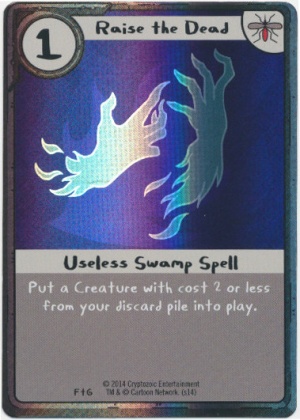 1
Raise the Dead
Useless Swamp Spell
Put a Creature with cost 2 or less
from your discard pile into play.
© 2014 Cryptozoic Entertainment
F†6
TM & © Cartoon Network. (s14)